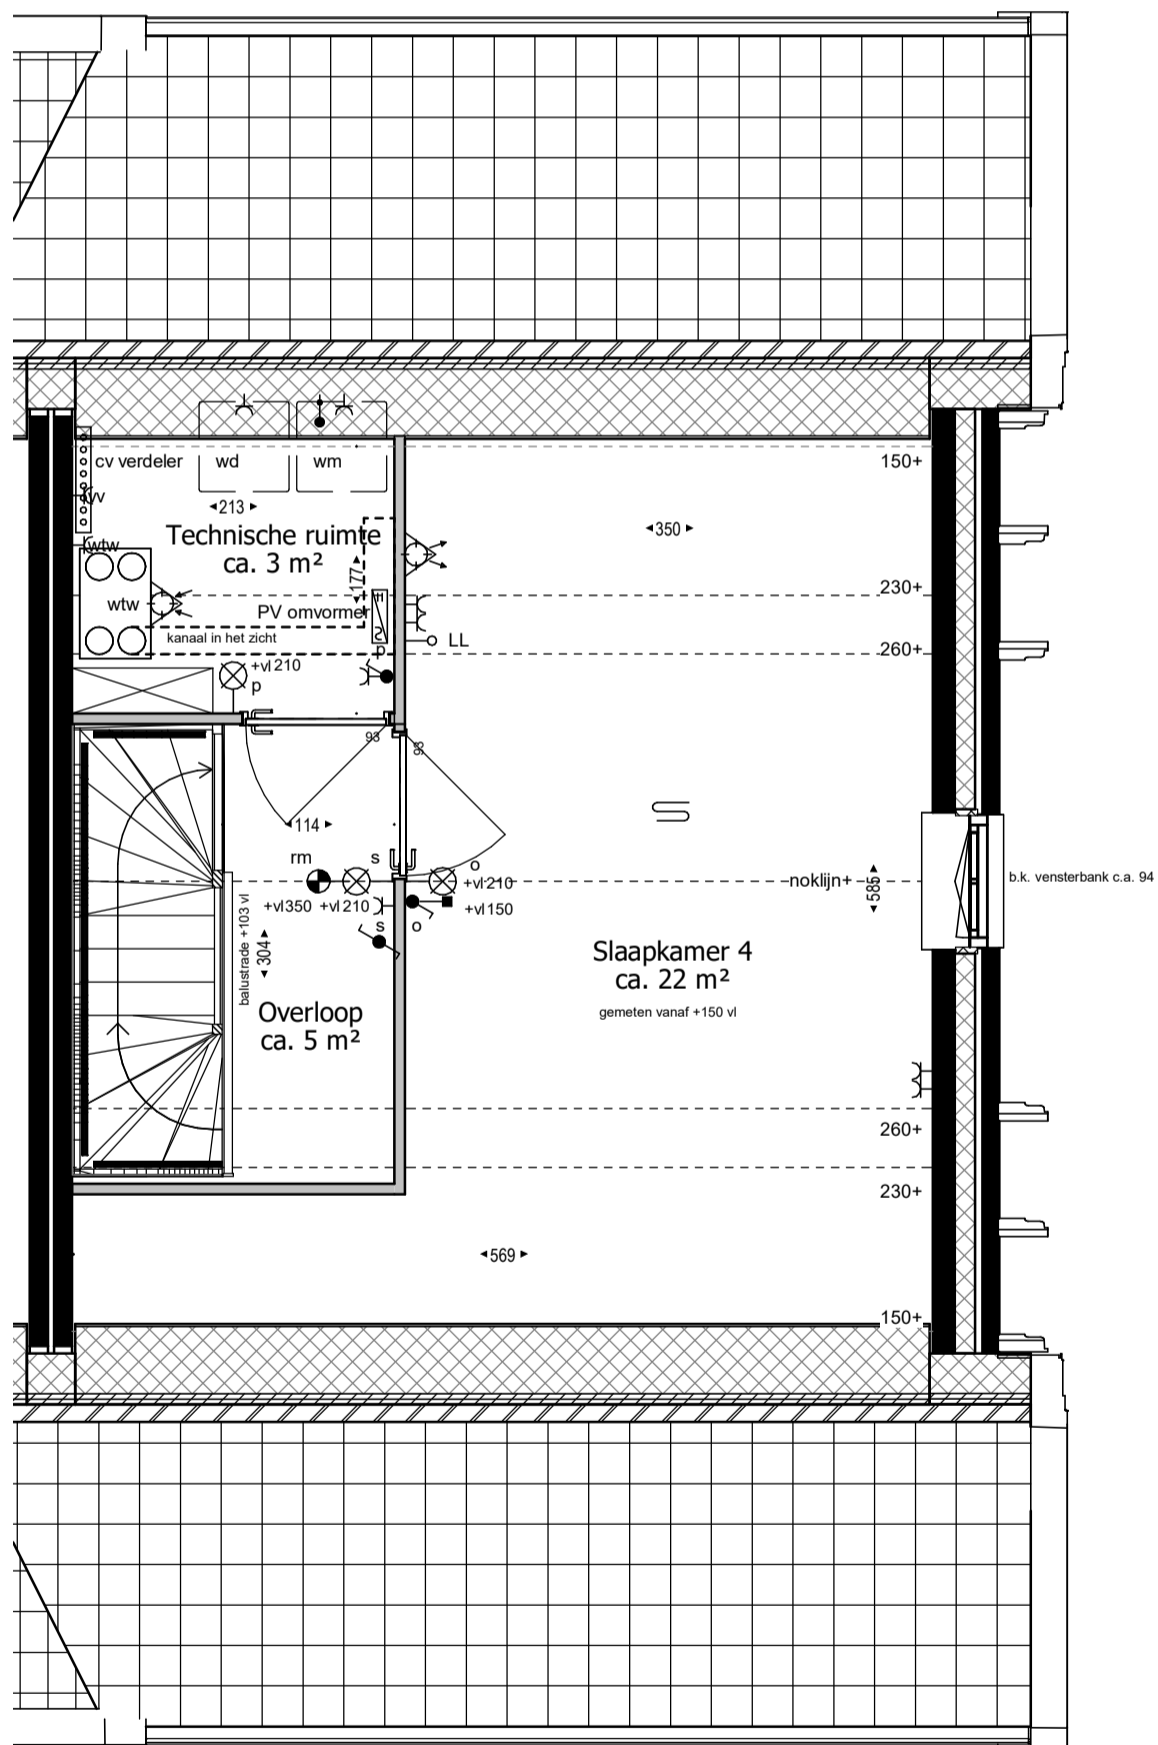 cv verdeler
wd
wm
150+
vv
213
350
Technische ruimte
ca. 3 m²
wtw
177
230+
wtw
PV omvormer
kanaal in het zicht
LL
260+
p
+vl 210
p
93
93
114
rm
s
o
+vl 350
+vl 210
+vl 210
+vl 150
noklijn+
585
b.k. vensterbank c.a. 94
s
o
balustrade +103 vl
304
Slaapkamer 4
ca. 22 m²
gemeten vanaf +150 vl
Overloop
ca. 5 m²
260+
230+
569
150+